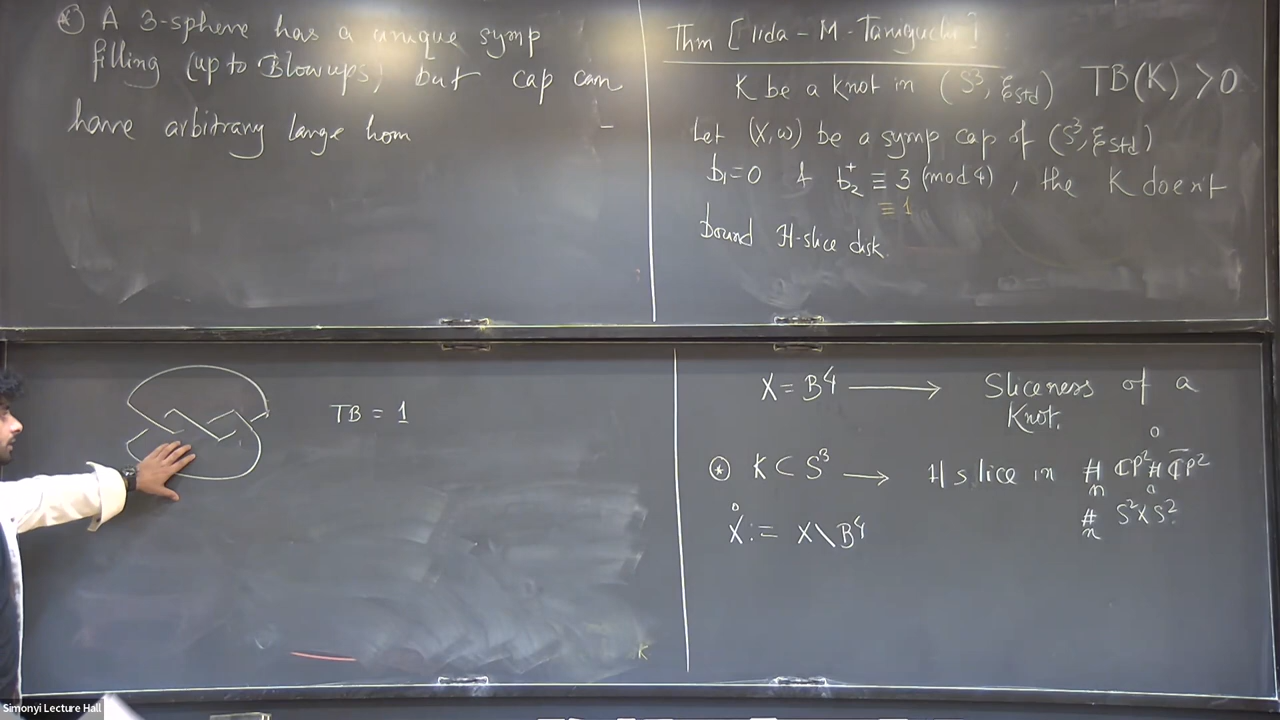 ⊛ A 3-sphere has a unique symp
filling (up to Blowups) but cap can
have arbitrary large hom
Thm [Iida - M - Taniguchi]
K be a knot in (S³, ξstd) TB(K) > 0
Let (X, ω) be a symp cap of (S³, ξstd)
b₁=0 & b₂⁺ ≡ 3 (mod 4), the K doesn't
≡ 1
bound H-slice disk.
TB = 1
K
X = B⁴ ⟶ Sliceness of a
Knot.
⊛ K ⊂ S³ ⟶ H slice in #n CP² # C̅P²
#n S² X S²
X̊ := X \ B⁴
Simonyi Lecture Hall